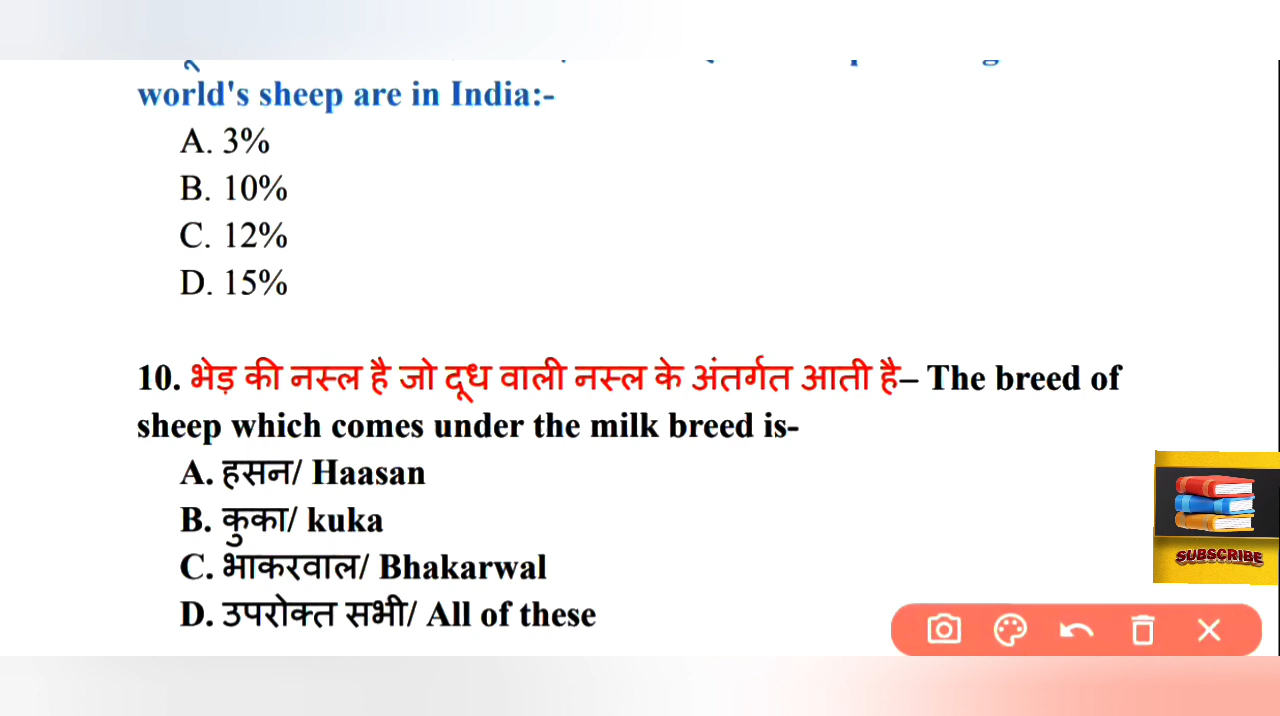 world's sheep are in India:-
A. 3%
B. 10%
C. 12%
D. 15%
10. भेड़ की नस्ल है जो दूध वाली नस्ल के अंतर्गत आती है– The breed of
sheep which comes under the milk breed is-
A. हसन/ Haasan
B. कुका/ kuka
C. भाकरवाल/ Bhakarwal
D. उपरोक्त सभी/ All of these
SUBSCRIBE